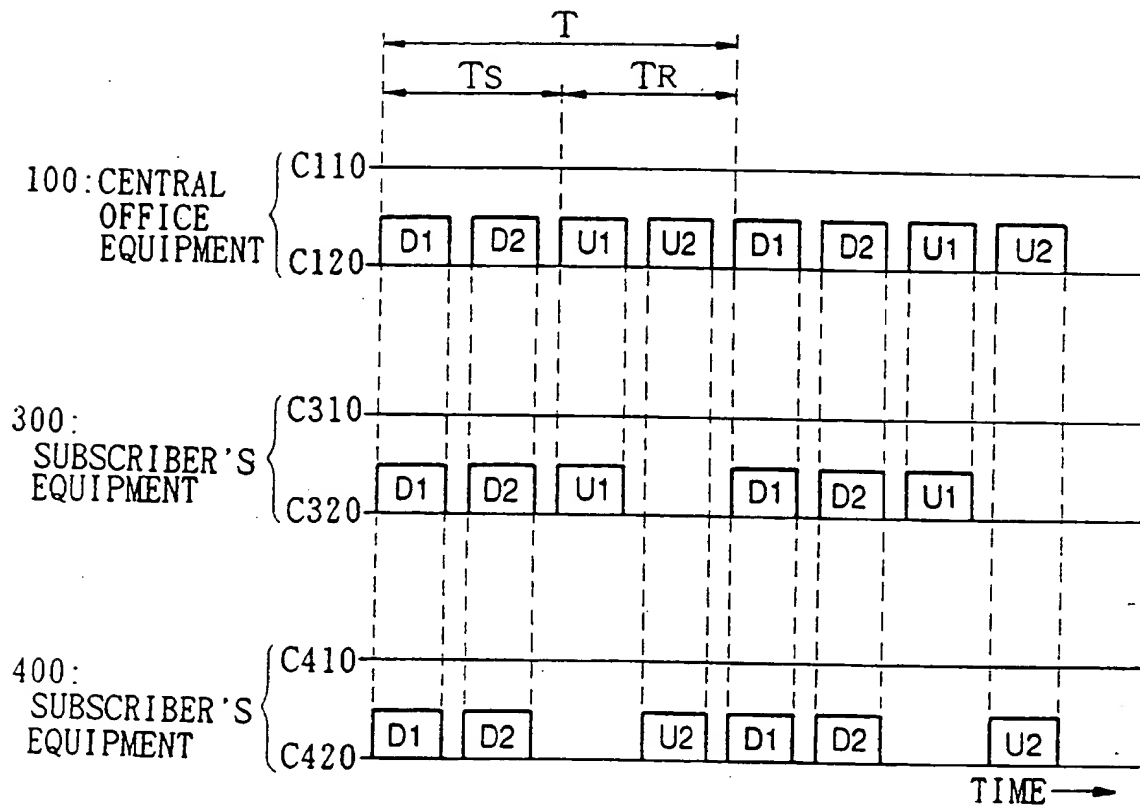 T
TS TR
100:CENTRAL OFFICE EQUIPMENT
C110
C120
D1 D2 U1 U2 D1 D2 U1 U2
300:
SUBSCRIBER'S
EQUIPMENT
C310
C320
D1 D2 U1 D1 D2 U1
400:
SUBSCRIBER'S
EQUIPMENT
C410
C420
D1 D2 U2 D1 D2 U2
TIME